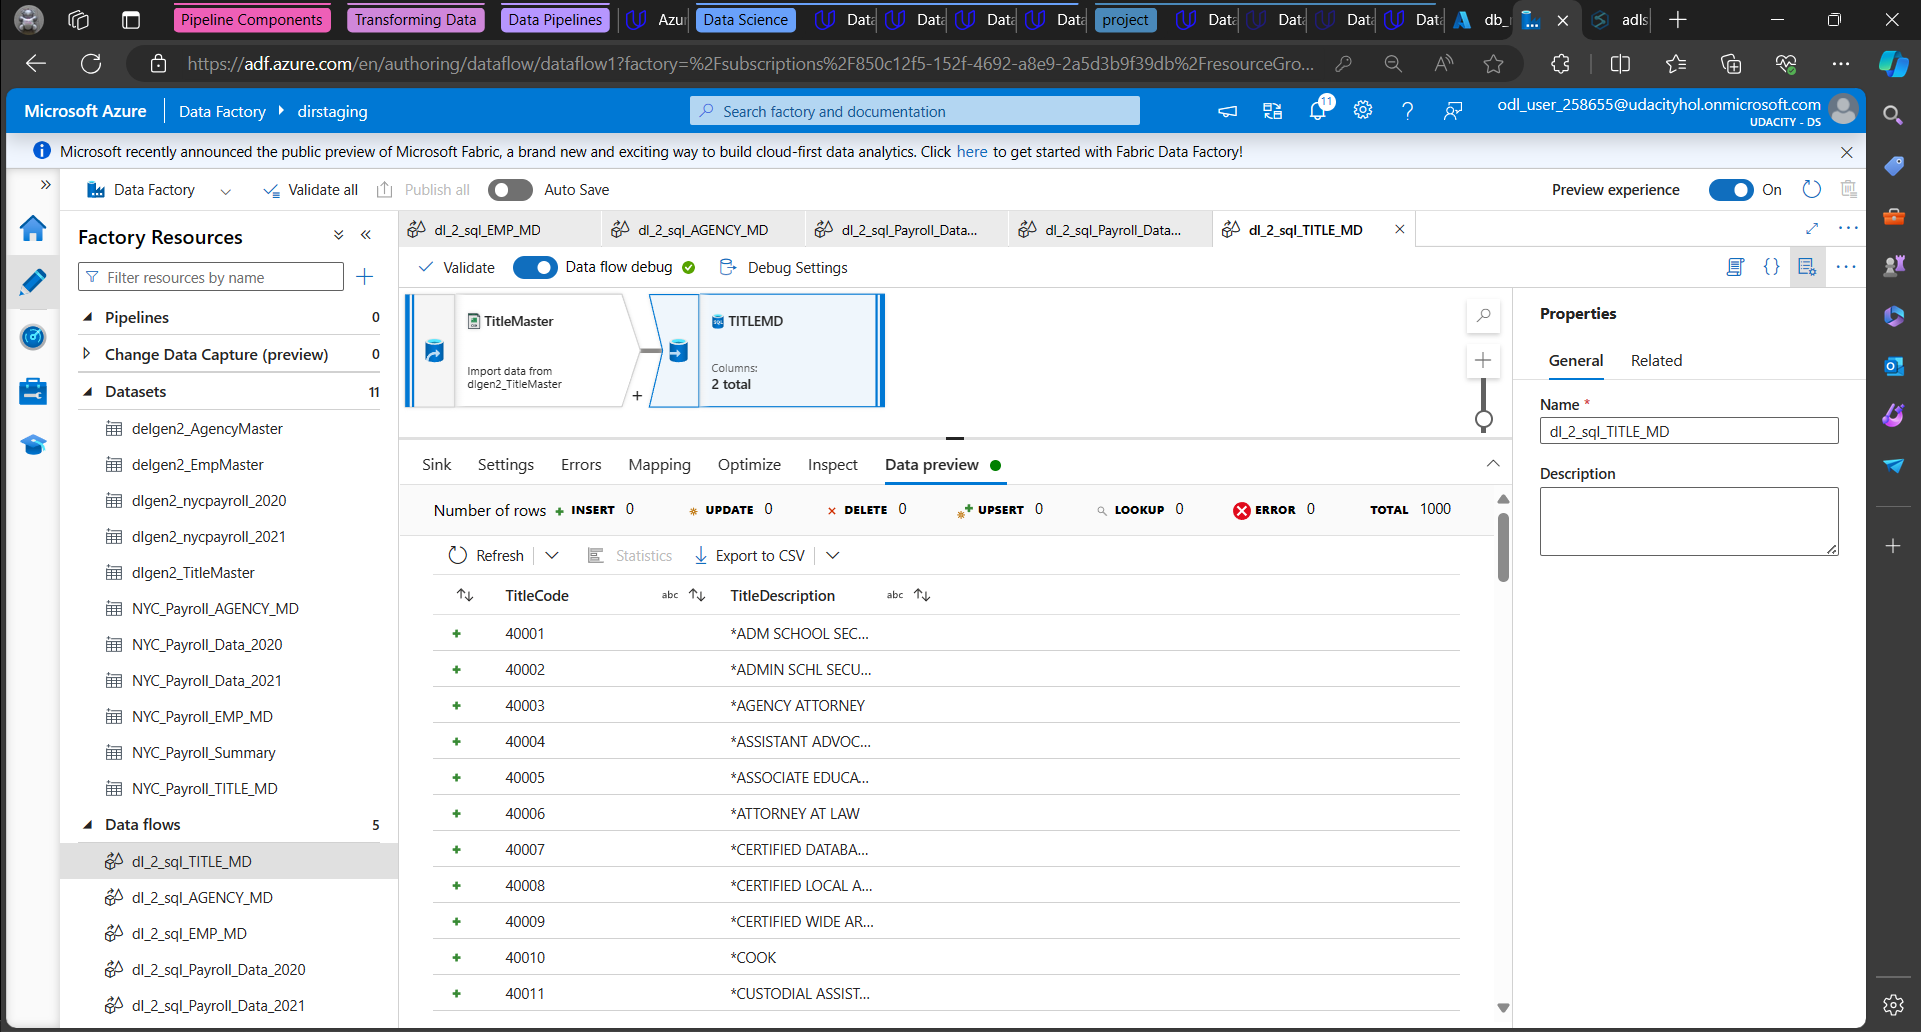 Pipeline Components
Transforming Data
Data Pipelines
Azur
Data Science
Data
Data
Data
Data
project
Data
Data
Data
Data
db_
adls
https://adf.azure.com/en/authoring/dataflow/dataflow1?factory=%2Fsubscriptions%2F850c12f5-152f-4692-a8e9-2a5d3b9f39db%2FresourceGro...
Microsoft Azure
Data Factory
dirstaging
Search factory and documentation
11
odl_user_258655@udacityhol.onmicrosoft.com
UDACITY - DS
Microsoft recently announced the public preview of Microsoft Fabric, a brand new and exciting way to build cloud-first data analytics. Click here to get started with Fabric Data Factory!
Data Factory
Validate all
Publish all
Auto Save
Preview experience
On
Factory Resources
dl_2_sql_EMP_MD
dl_2_sql_AGENCY_MD
dl_2_sql_Payroll_Data...
dl_2_sql_Payroll_Data...
dl_2_sql_TITLE_MD
Validate
Data flow debug
Debug Settings
Filter resources by name
Pipelines 0
Change Data Capture (preview) 0
Datasets 11
delgen2_AgencyMaster
delgen2_EmpMaster
dlgen2_nycpayroll_2020
dlgen2_nycpayroll_2021
dlgen2_TitleMaster
NYC_Payroll_AGENCY_MD
NYC_Payroll_Data_2020
NYC_Payroll_Data_2021
NYC_Payroll_EMP_MD
NYC_Payroll_Summary
NYC_Payroll_TITLE_MD
Data flows 5
dl_2_sql_TITLE_MD
dl_2_sql_AGENCY_MD
dl_2_sql_EMP_MD
dl_2_sql_Payroll_Data_2020
dl_2_sql_Payroll_Data_2021
TitleMaster
Import data from
dlgen2_TitleMaster
+
TITLEMD
Columns:
2 total
Sink
Settings
Errors
Mapping
Optimize
Inspect
Data preview
Number of rows
INSERT 0
UPDATE 0
DELETE 0
UPSERT 0
LOOKUP 0
ERROR 0
TOTAL 1000
Refresh
Statistics
Export to CSV
TitleCode abc
TitleDescription abc
40001 *ADM SCHOOL SEC...
40002 *ADMIN SCHL SECU...
40003 *AGENCY ATTORNEY
40004 *ASSISTANT ADVOC...
40005 *ASSOCIATE EDUCA...
40006 *ATTORNEY AT LAW
40007 *CERTIFIED DATABA...
40008 *CERTIFIED LOCAL A...
40009 *CERTIFIED WIDE AR...
40010 *COOK
40011 *CUSTODIAL ASSIST...
Properties
General
Related
Name *
dl_2_sql_TITLE_MD
Description